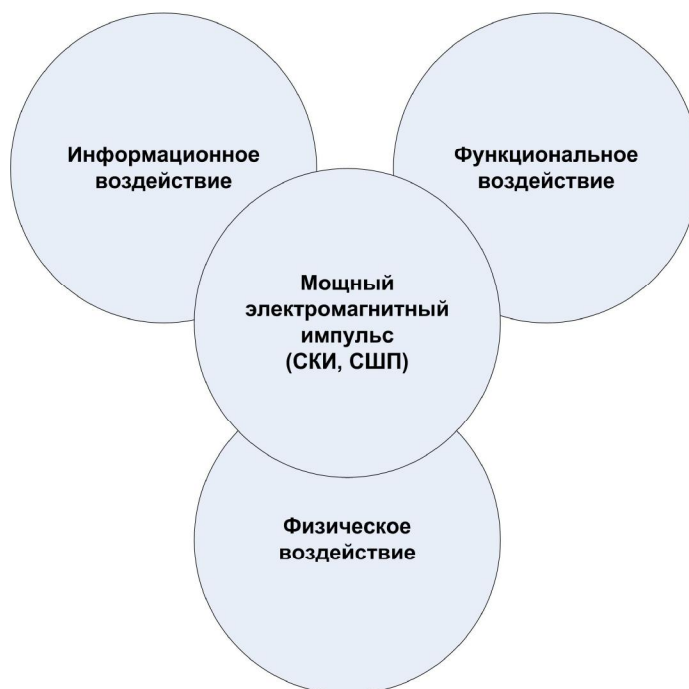 Информационное
воздействие
Функциональное
воздействие
Мощный
электромагнитный
импульс
(СКИ, СШП)
Физическое
воздействие